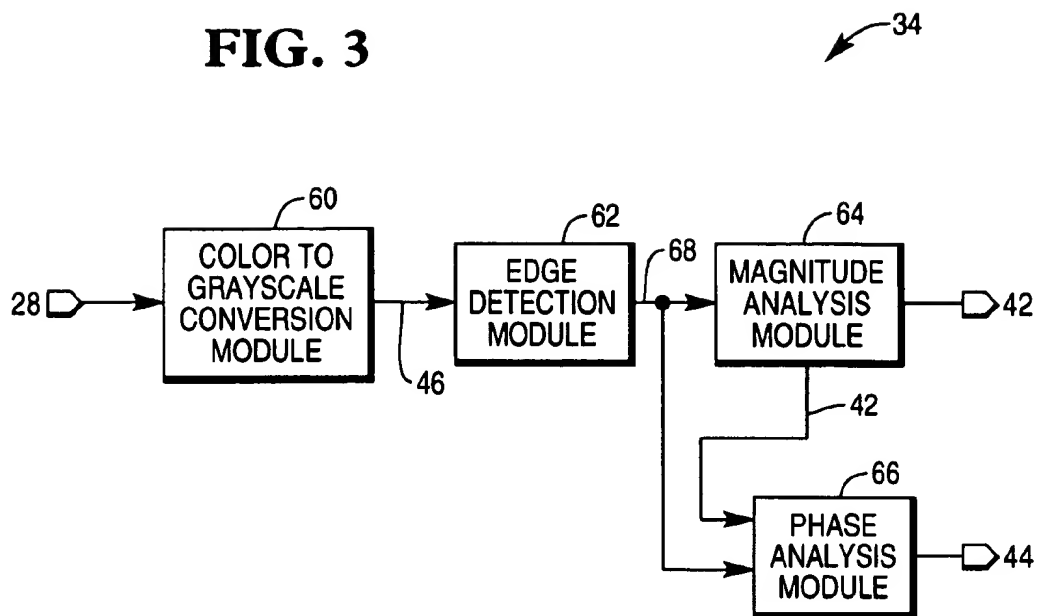 FIG. 3
34
60
62
64
COLOR TO
GRAYSCALE
CONVERSION
MODULE
EDGE
DETECTION
MODULE
68
MAGNITUDE
ANALYSIS
MODULE
28
42
46
42
66
PHASE
ANALYSIS
MODULE
44